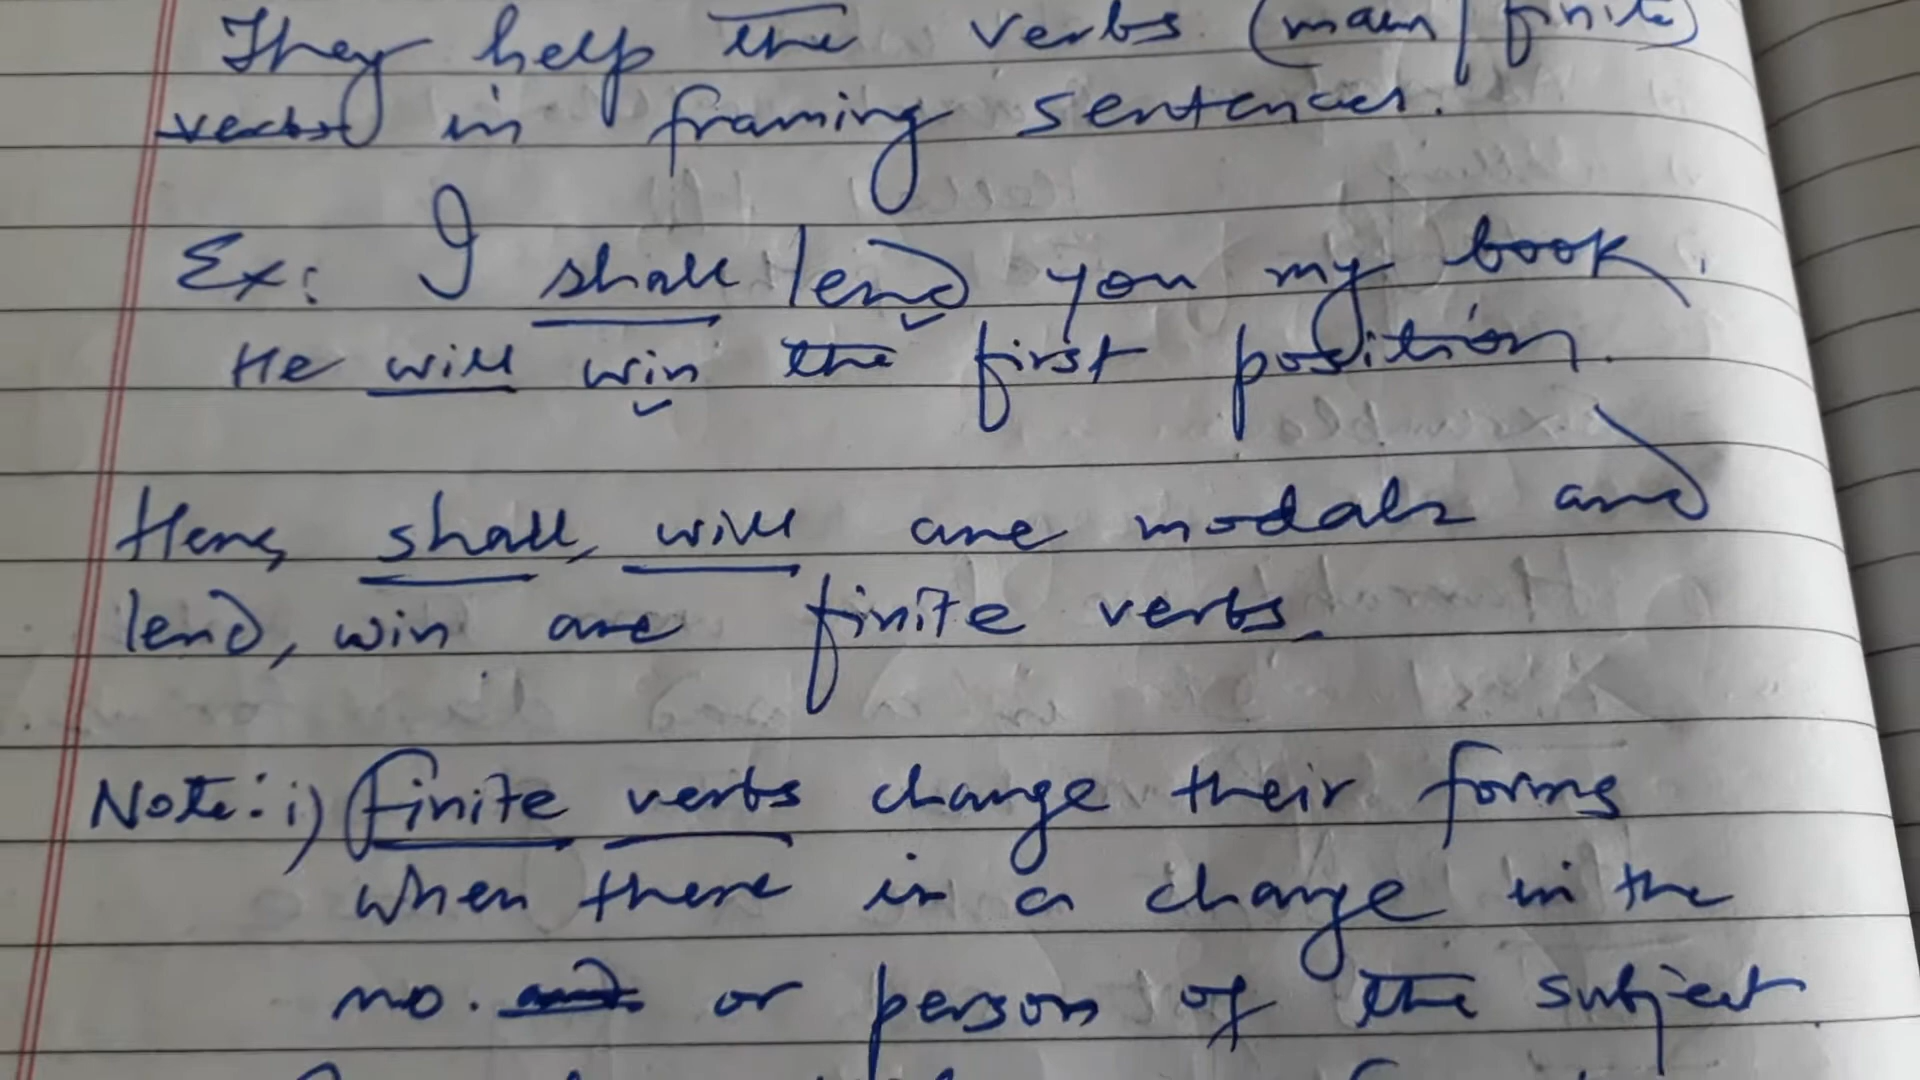 They help the verbs (main/finite)
verbs in framing sentences.
Ex: I shall lend you my book.
He will win the first position.
Here, shall, will are modals and
lend, win are finite verbs.
Note: i) Finite verbs change their forms
when there is a change in the
no. and or person of the subject